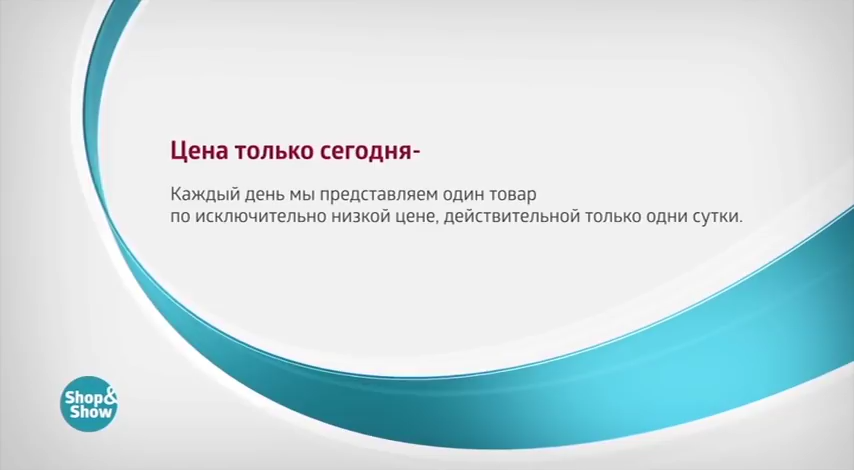 Цена только сегодня-
Каждый день мы представляем один товар
по исключительно низкой цене, действительной только одни сутки.
Shop&
Show